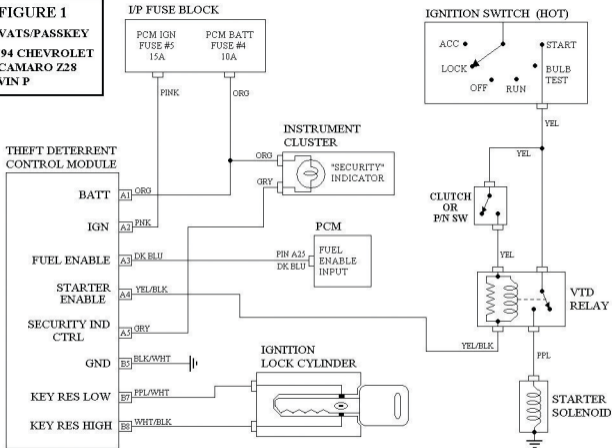 FIGURE 1
VATS/PASSKEY
94 CHEVROLET
CAMARO Z28
VIN P
I/P FUSE BLOCK
PCM IGN
FUSE #5
15A
PCM BATT
FUSE #4
10A
PINK
ORG
IGNITION SWITCH (HOT)
ACC
START
LOCK
BULB
TEST
OFF
RUN
YEL
YEL
INSTRUMENT
CLUSTER
ORG
GRY
"SECURITY"
INDICATOR
CLUTCH
OR
P/N SW
YEL
THEFT DETERRENT
CONTROL MODULE
BATT
A1
ORG
IGN
A2
PNK
FUEL ENABLE
A3
DK BLU
STARTER
ENABLE
A4
YEL/BLK
SECURITY IND
CTRL
A5
GRY
GND
B5
BLK/WHT
KEY RES LOW
B7
PPL/WHT
KEY RES HIGH
B8
WHT/BLK
PCM
PIN A25
DK BLU
FUEL
ENABLE
INPUT
VTD
RELAY
YEL/BLK
PPL
IGNITION
LOCK CYLINDER
STARTER
SOLENOID